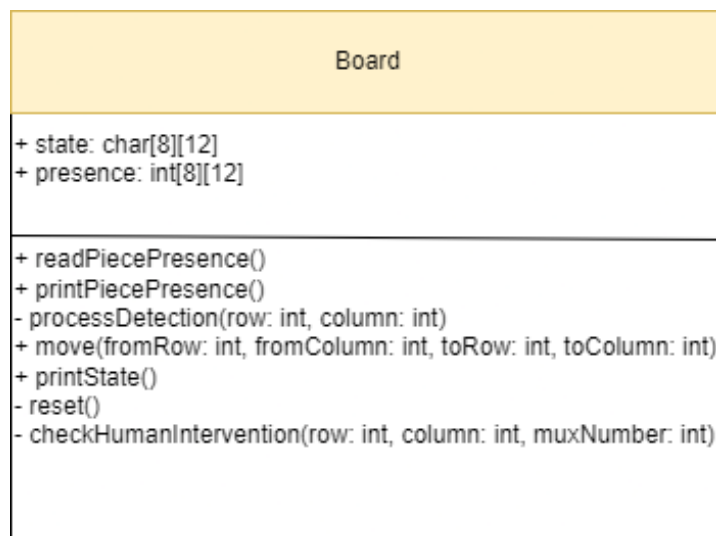 Board
+ state: char[8][12]
+ presence: int[8][12]
+ readPiecePresence()
+ printPiecePresence()
- processDetection(row: int, column: int)
+ move(fromRow: int, fromColumn: int, toRow: int, toColumn: int)
+ printState()
- reset()
- checkHumanIntervention(row: int, column: int, muxNumber: int)